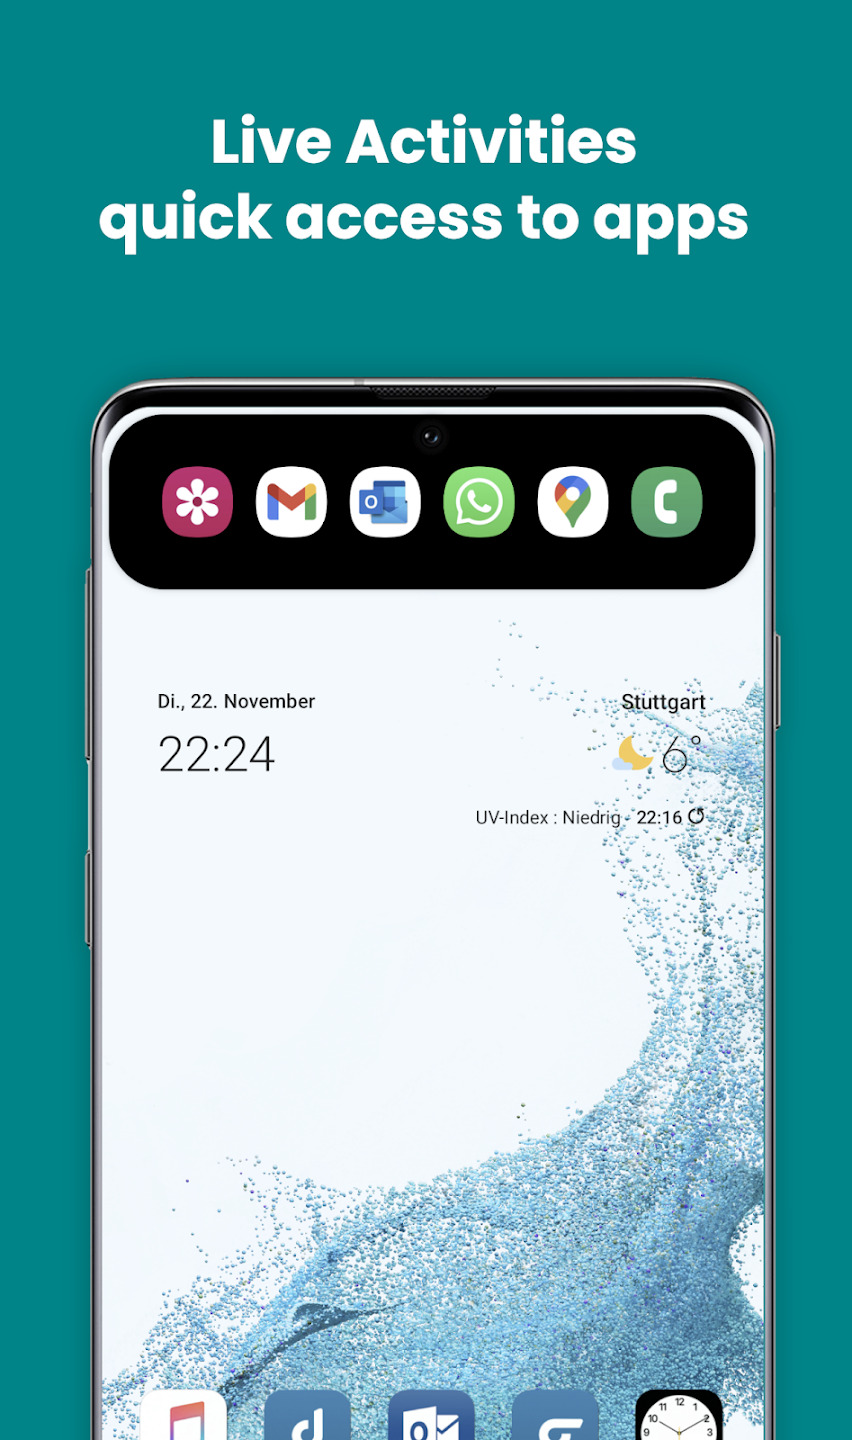 Live Activities
quick access to apps
Di., 22. November
Stuttgart
22:24
6°
UV-Index : Niedrig - 22:16